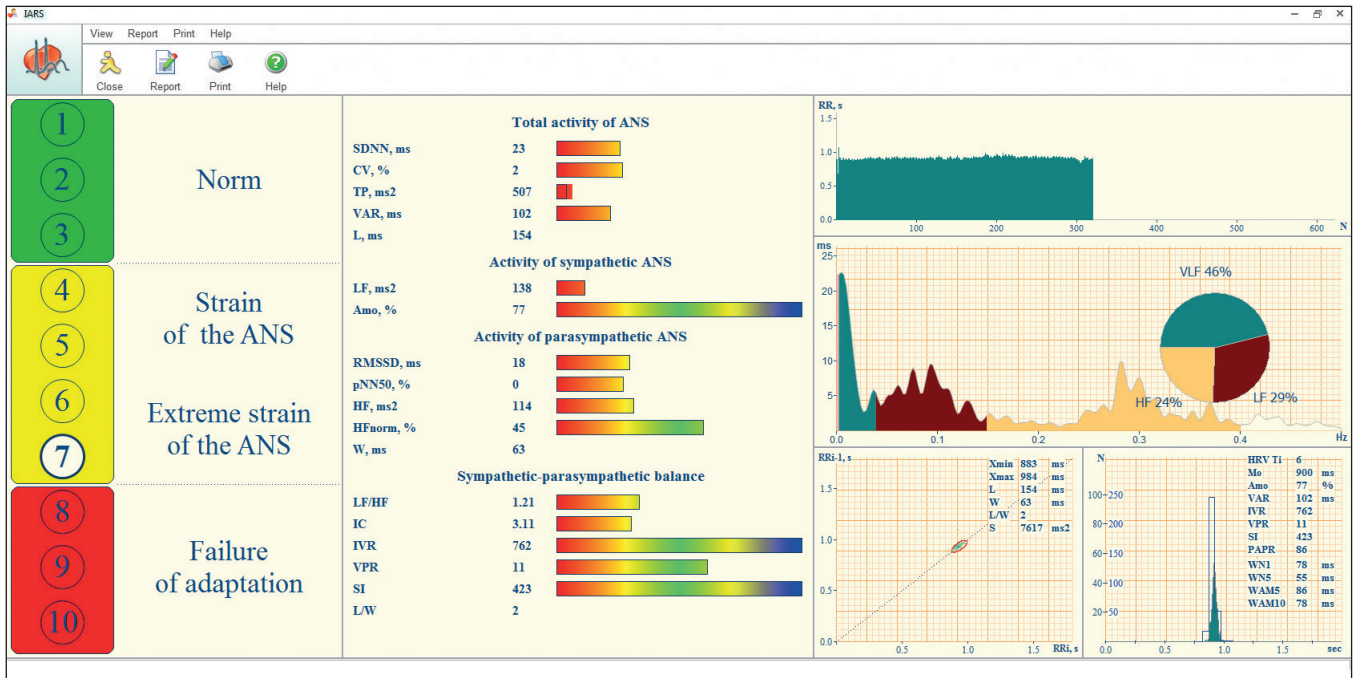 IARS
View Report Print Help
Close Report Print Help
1
2
3
4
5
6
7
8
9
10
Norm
Strain
of the ANS
Extreme strain
of the ANS
Failure
of adaptation
Total activity of ANS
SDNN, ms 23
CV, % 2
TP, ms2 507
VAR, ms 102
L, ms 154
Activity of sympathetic ANS
LF, ms2 138
Amo, % 77
Activity of parasympathetic ANS
RMSSD, ms 18
pNN50, % 0
HF, ms2 114
HFnorm, % 45
W, ms 63
Sympathetic-parasympathetic balance
LF/HF 1.21
IC 3.11
IVR 762
VPR 11
SI 423
L/W 2
RR, s
1.5
1.0
0.5
0.0
100 200 300 400 500 600 N
ms
25
20
15
10
5
0.0 0.1 0.2 0.3 0.4 Hz
VLF 46%
HF 24%
LF 29%
RRi-1, s
1.5
1.0
0.5
0.0
0.5 1.0 1.5 RRi, s
Xmin 883 ms
Xmax 984 ms
L 154 ms
W 63 ms
L/W 2
S 7617 ms2
N
100-250
80-200
60-150
40-100
20-50
0.0 0.5 1.0 1.5 sec
HRV Ti 6
Mo 900 ms
Amo 77 %
VAR 102 ms
IVR 762
VPR 11
SI 423
PAPR 86
WN1 78 ms
WN5 55 ms
WAM5 86 ms
WAM10 78 ms